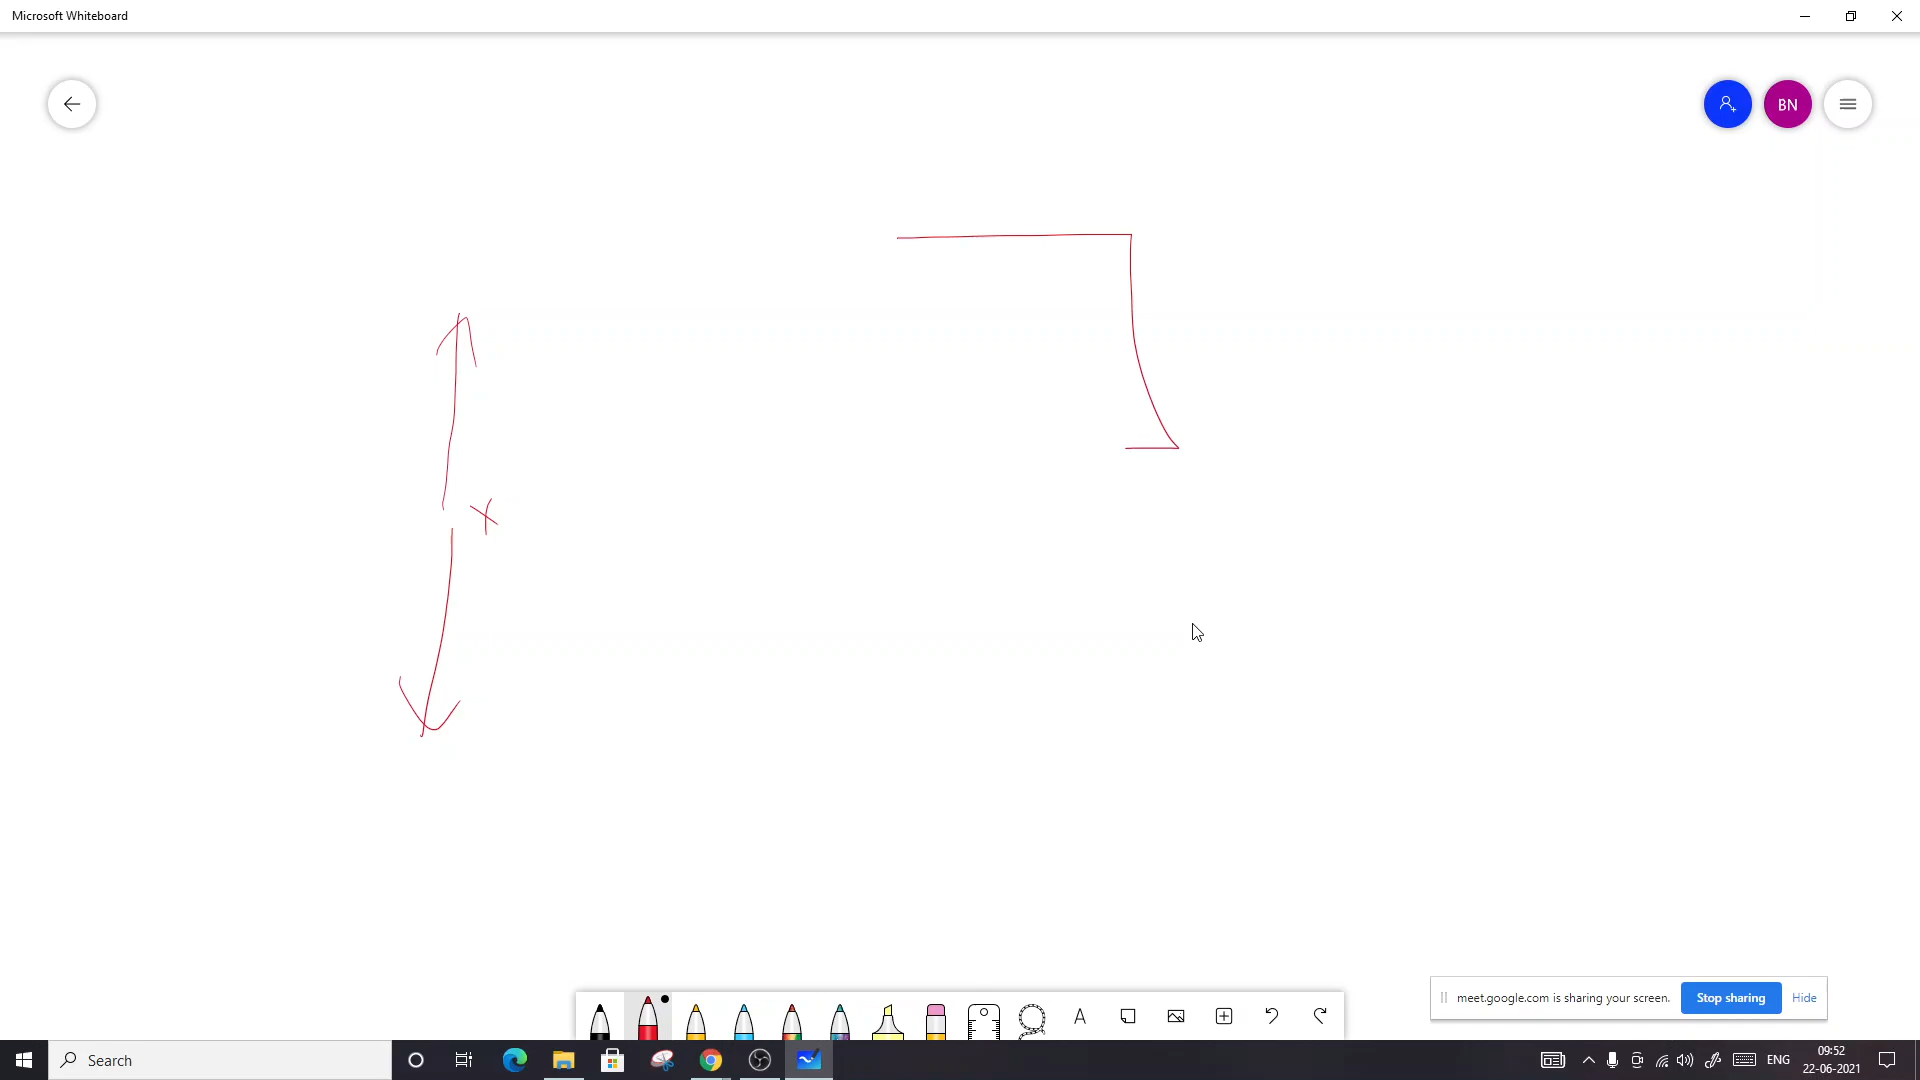 Microsoft Whiteboard
BN
x
A
meet.google.com is sharing your screen.
Stop sharing
Hide
Search
ENG
09:52
22-06-2021